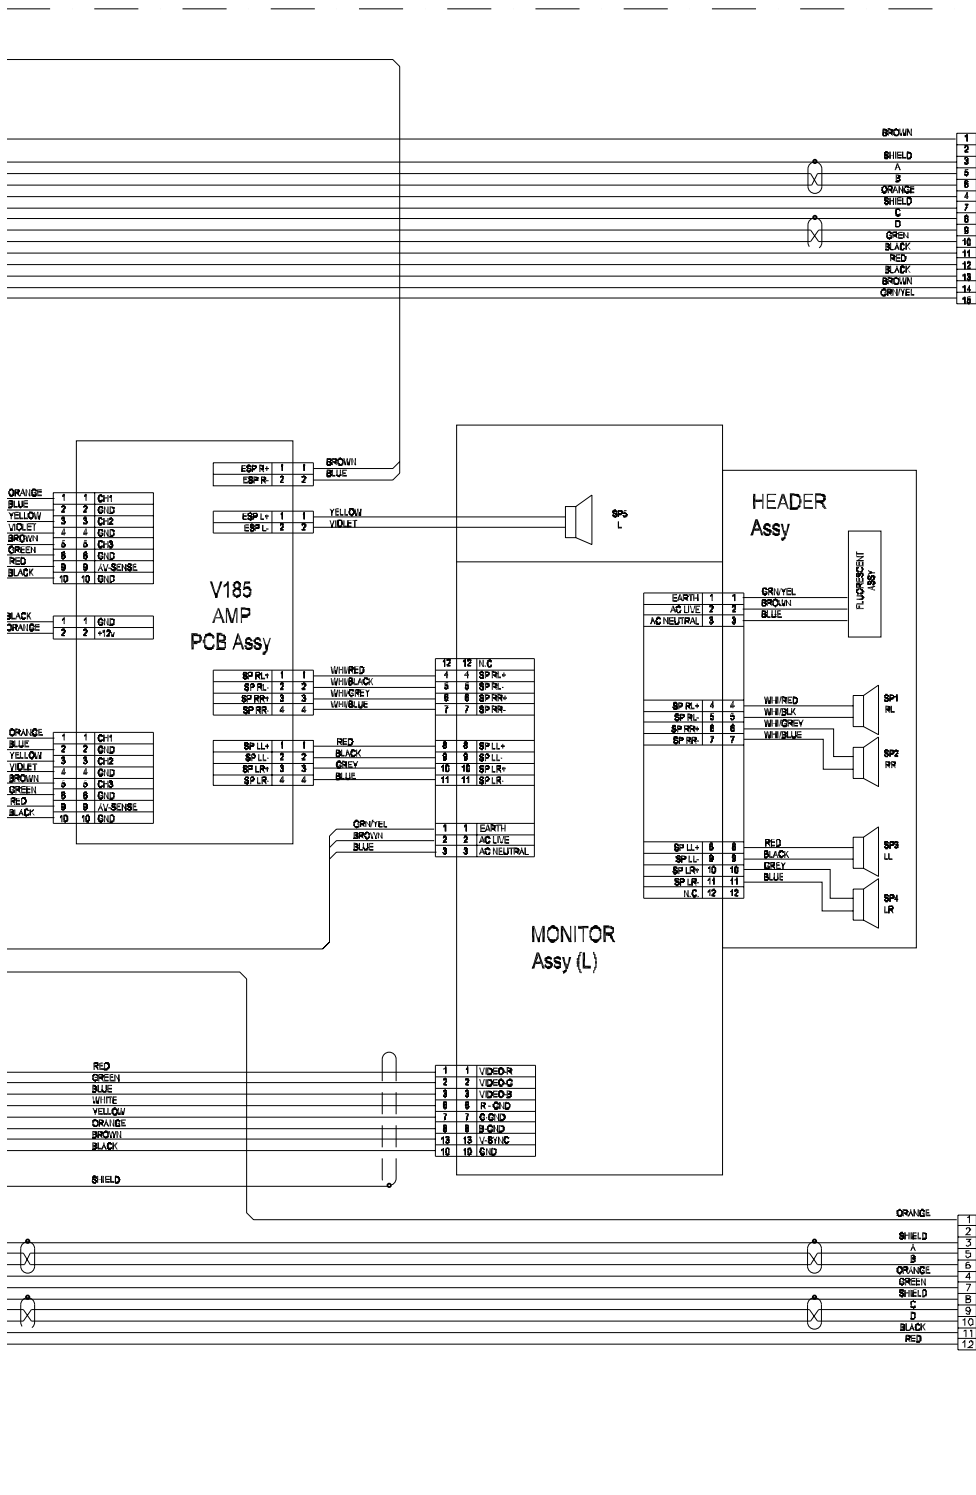 BROWN 1
2
SHIELD 3
A 5
B 6
ORANGE 4
SHIELD 7
C 8
D 9
GREN 10
BLACK 11
RED 12
BLACK 13
BROWN 14
GRN/YEL 15
ESP R+ 1 1 BROWN
ESP R- 2 2 BLUE
ORANGE 1 1 CH1
BLUE 2 2 GND
YELLOW 3 3 CH2
VIOLET 4 4 GND
BROWN 5 5 CH3
GREEN 6 6 GND
RED 9 9 AV-SENSE
BLACK 10 10 GND
ESP L+ 1 1 YELLOW
ESP L- 2 2 VIOLET
SP5
L
HEADER
Assy
FLUORESCENT
ASSY
V185
AMP
PCB Assy
EARTH 1 1 GRN/YEL
AC LIVE 2 2 BROWN
AC NEUTRAL 3 3 BLUE
BLACK 1 1 GND
ORANGE 2 2 +12v
SP RL+ 1 1 WHI/RED
SP RL- 2 2 WHI/BLACK
SP RR+ 3 3 WHI/GREY
SP RR- 4 4 WHI/BLUE
12 12 N.C
4 4 SP RL+
5 5 SP RL-
6 6 SP RR+
7 7 SP RR-
SP RL+ 4 4 WHI/RED
SP RL- 5 5 WHI/BLK
SP RR+ 6 6 WHI/GREY
SP RR- 7 7 WHI/BLUE
SP1
RL
SP2
RR
ORANGE 1 1 CH1
BLUE 2 2 GND
YELLOW 3 3 CH2
VIOLET 4 4 GND
BROWN 5 5 CH3
GREEN 6 6 GND
RED 9 9 AV-SENSE
BLACK 10 10 GND
SP LL+ 1 1 RED
SP LL- 2 2 BLACK
SP LR+ 3 3 GREY
SP LR- 4 4 BLUE
8 8 SP LL+
9 9 SP LL-
10 10 SP LR+
11 11 SP LR-
GRN/YEL 1 1 EARTH
BROWN 2 2 AC LIVE
BLUE 3 3 AC NEUTRAL
SP LL+ 8 8 RED
SP LL- 9 9 BLACK
SP LR+ 10 10 GREY
SP LR- 11 11 BLUE
N.C. 12 12
SP3
LL
SP4
LR
MONITOR
Assy (L)
RED 1 1 VIDEO-R
GREEN 2 2 VIDEO-G
BLUE 3 3 VIDEO-B
WHITE 6 6 R-GND
YELLOW 7 7 G-GND
ORANGE 8 8 B-GND
BROWN 13 13 V-SYNC
BLACK 10 10 GND
SHIELD
ORANGE 1
2
SHIELD 3
A 5
B 6
ORANGE 4
GREEN 7
SHIELD 8
C 9
D 10
BLACK 11
RED 12